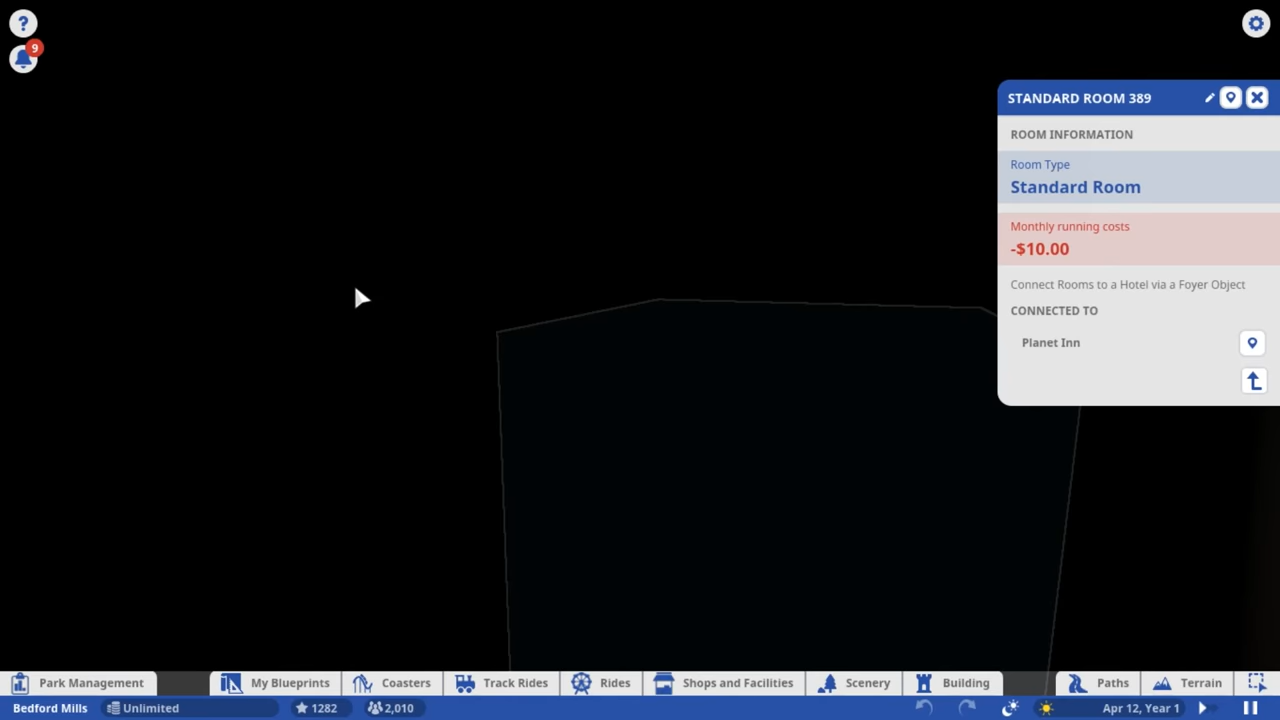 ?
9
STANDARD ROOM 389
ROOM INFORMATION
Room Type
Standard Room
Monthly running costs
-$10.00
Connect Rooms to a Hotel via a Foyer Object
CONNECTED TO
Planet Inn
Park Management
My Blueprints
Coasters
Track Rides
Rides
Shops and Facilities
Scenery
Building
Paths
Terrain
Bedford Mills
Unlimited
1282
2,010
Apr 12, Year 1